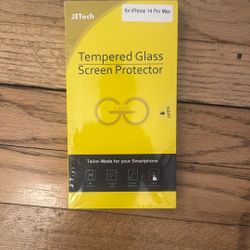 JETech
for iPhone 14 Pro Max
Tempered Glass
Screen Protector
Tailor-Made for your Smartphone